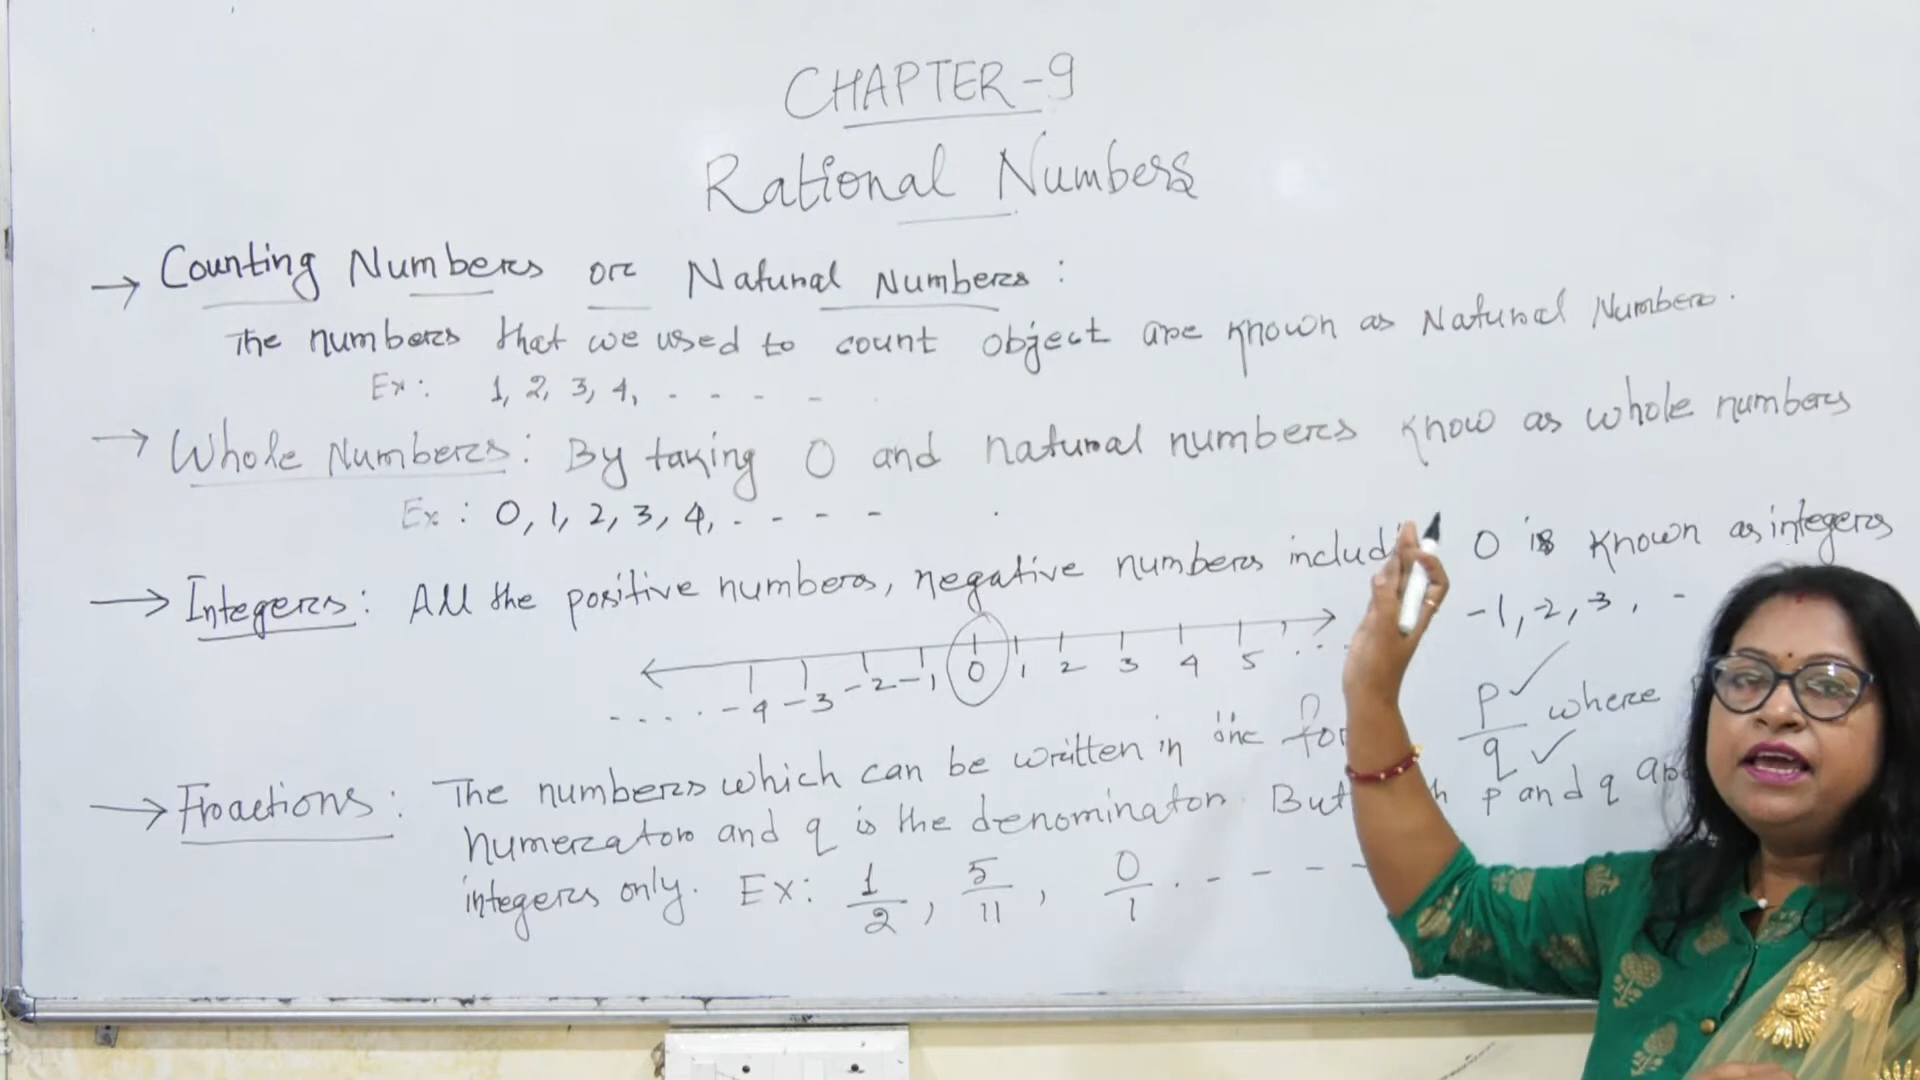 CHAPTER-9
Rational Numbers
→ Counting Numbers or Natural Numbers :
The numbers that we used to count object are known as Natural Numbers.
Ex : 1, 2, 3, 4, - - - -
→ Whole Numbers : By taking 0 and natural numbers know as whole numbers
Ex : 0, 1, 2, 3, 4, - - - -
→ Integers : All the positive numbers, negative numbers 0 is known as integers
-1, -2, -3, -
. . . . -4 -3 -2 -1 0 1 2 3 4 5 . . .
→ Fractions : The numbers which can be written in the p/q where
numerator and q is the denominator. But p and q
integers only. Ex: 1/2, 5/11, 0/1 - - - -